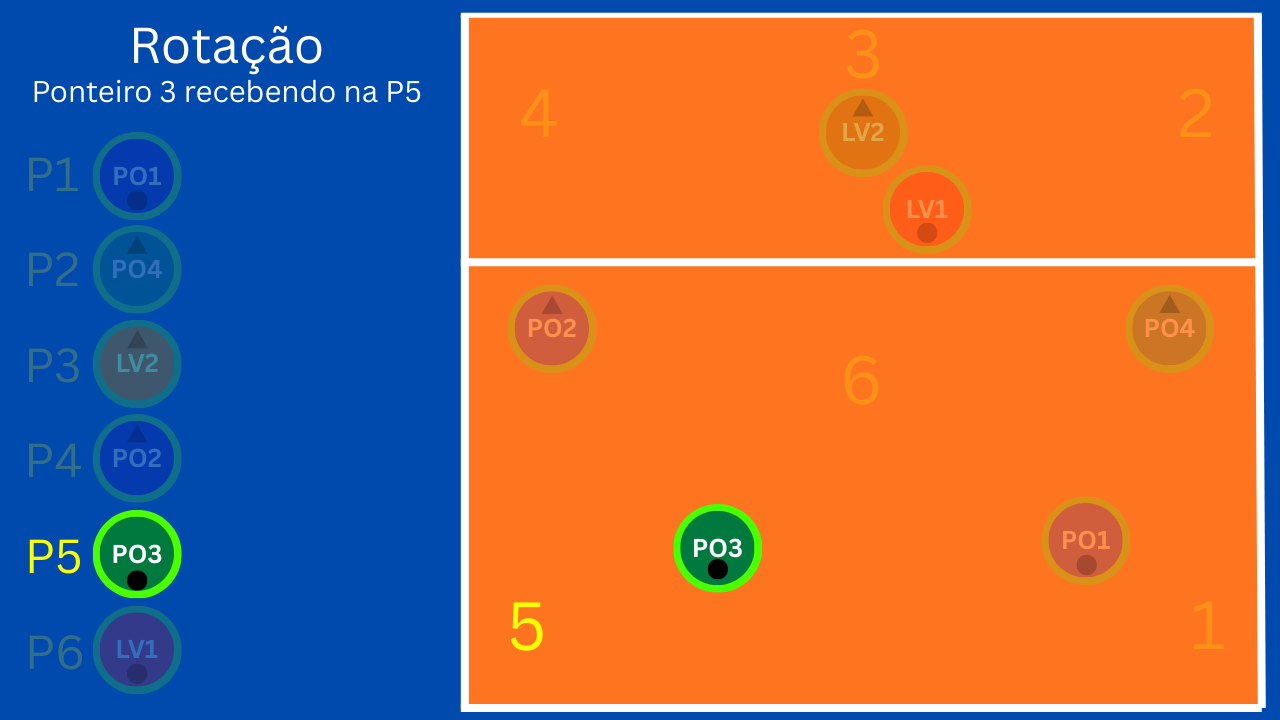 Rotação
Ponteiro 3 recebendo na P5
P1 PO1
P2 PO4
P3 LV2
P4 PO2
P5 PO3
P6 LV1
3
4
2
LV2
LV1
PO2
PO4
6
PO3
PO1
5
1